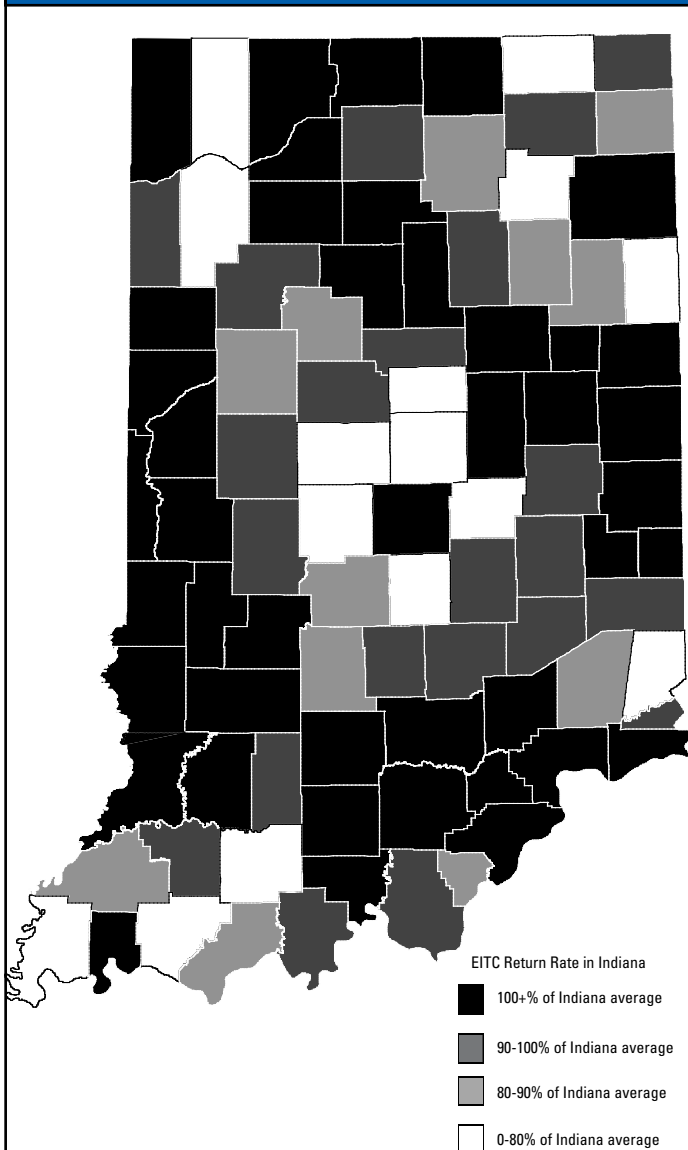 EITC Return Rate in Indiana
100+% of Indiana average
90-100% of Indiana average
80-90% of Indiana average
0-80% of Indiana average